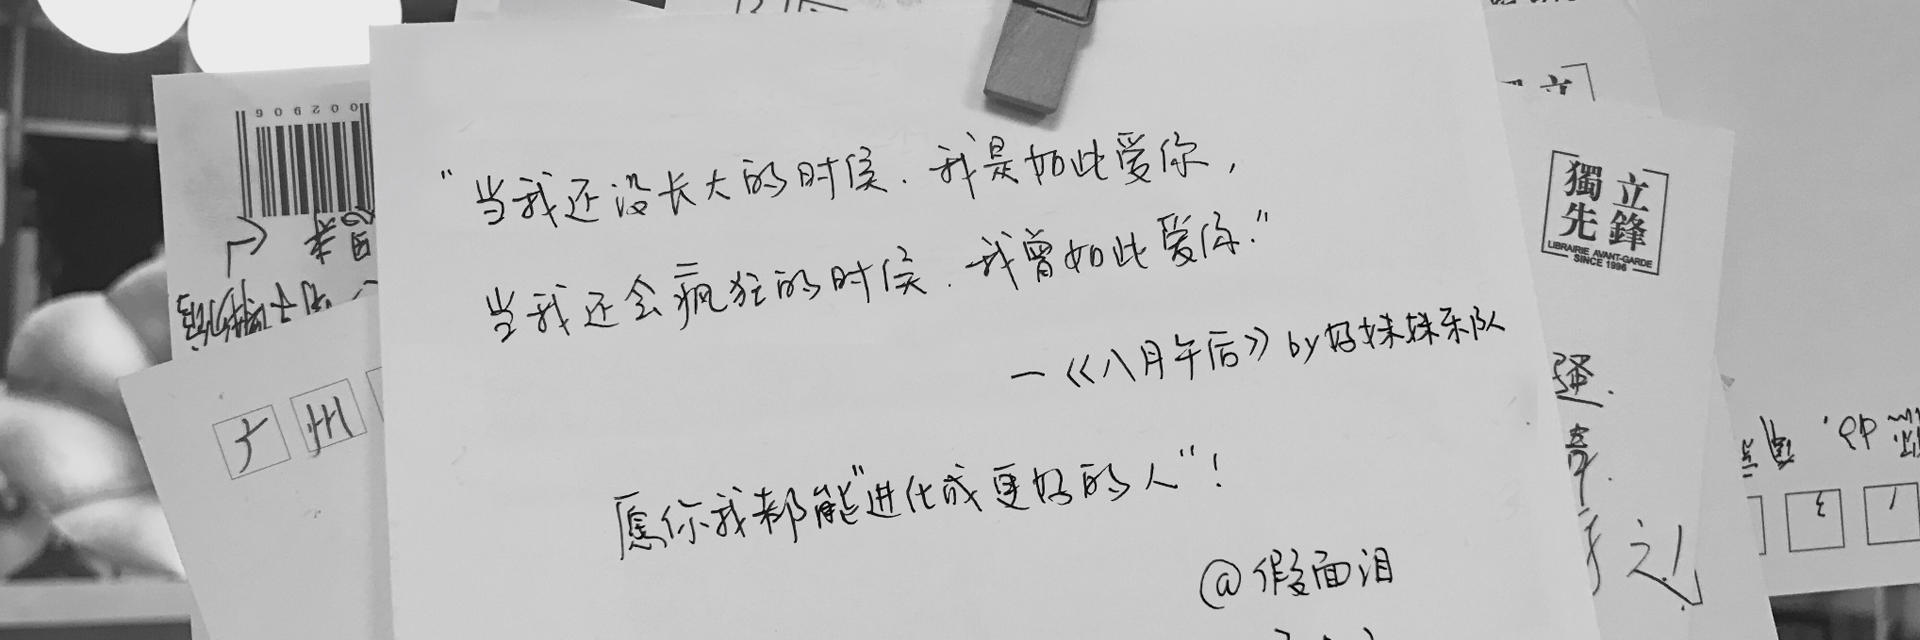 "当我还没长大的时候.我是如此爱你,
当我还会疯狂的时候.我曾如此爱你."
—《八月午后》by好妹妹乐队
愿你我都能"进化成更好的人"!
@假面泪
002906
广州
獨立
先鋒
LIBRAIRIE AVANT-GARDE
SINCE 1996